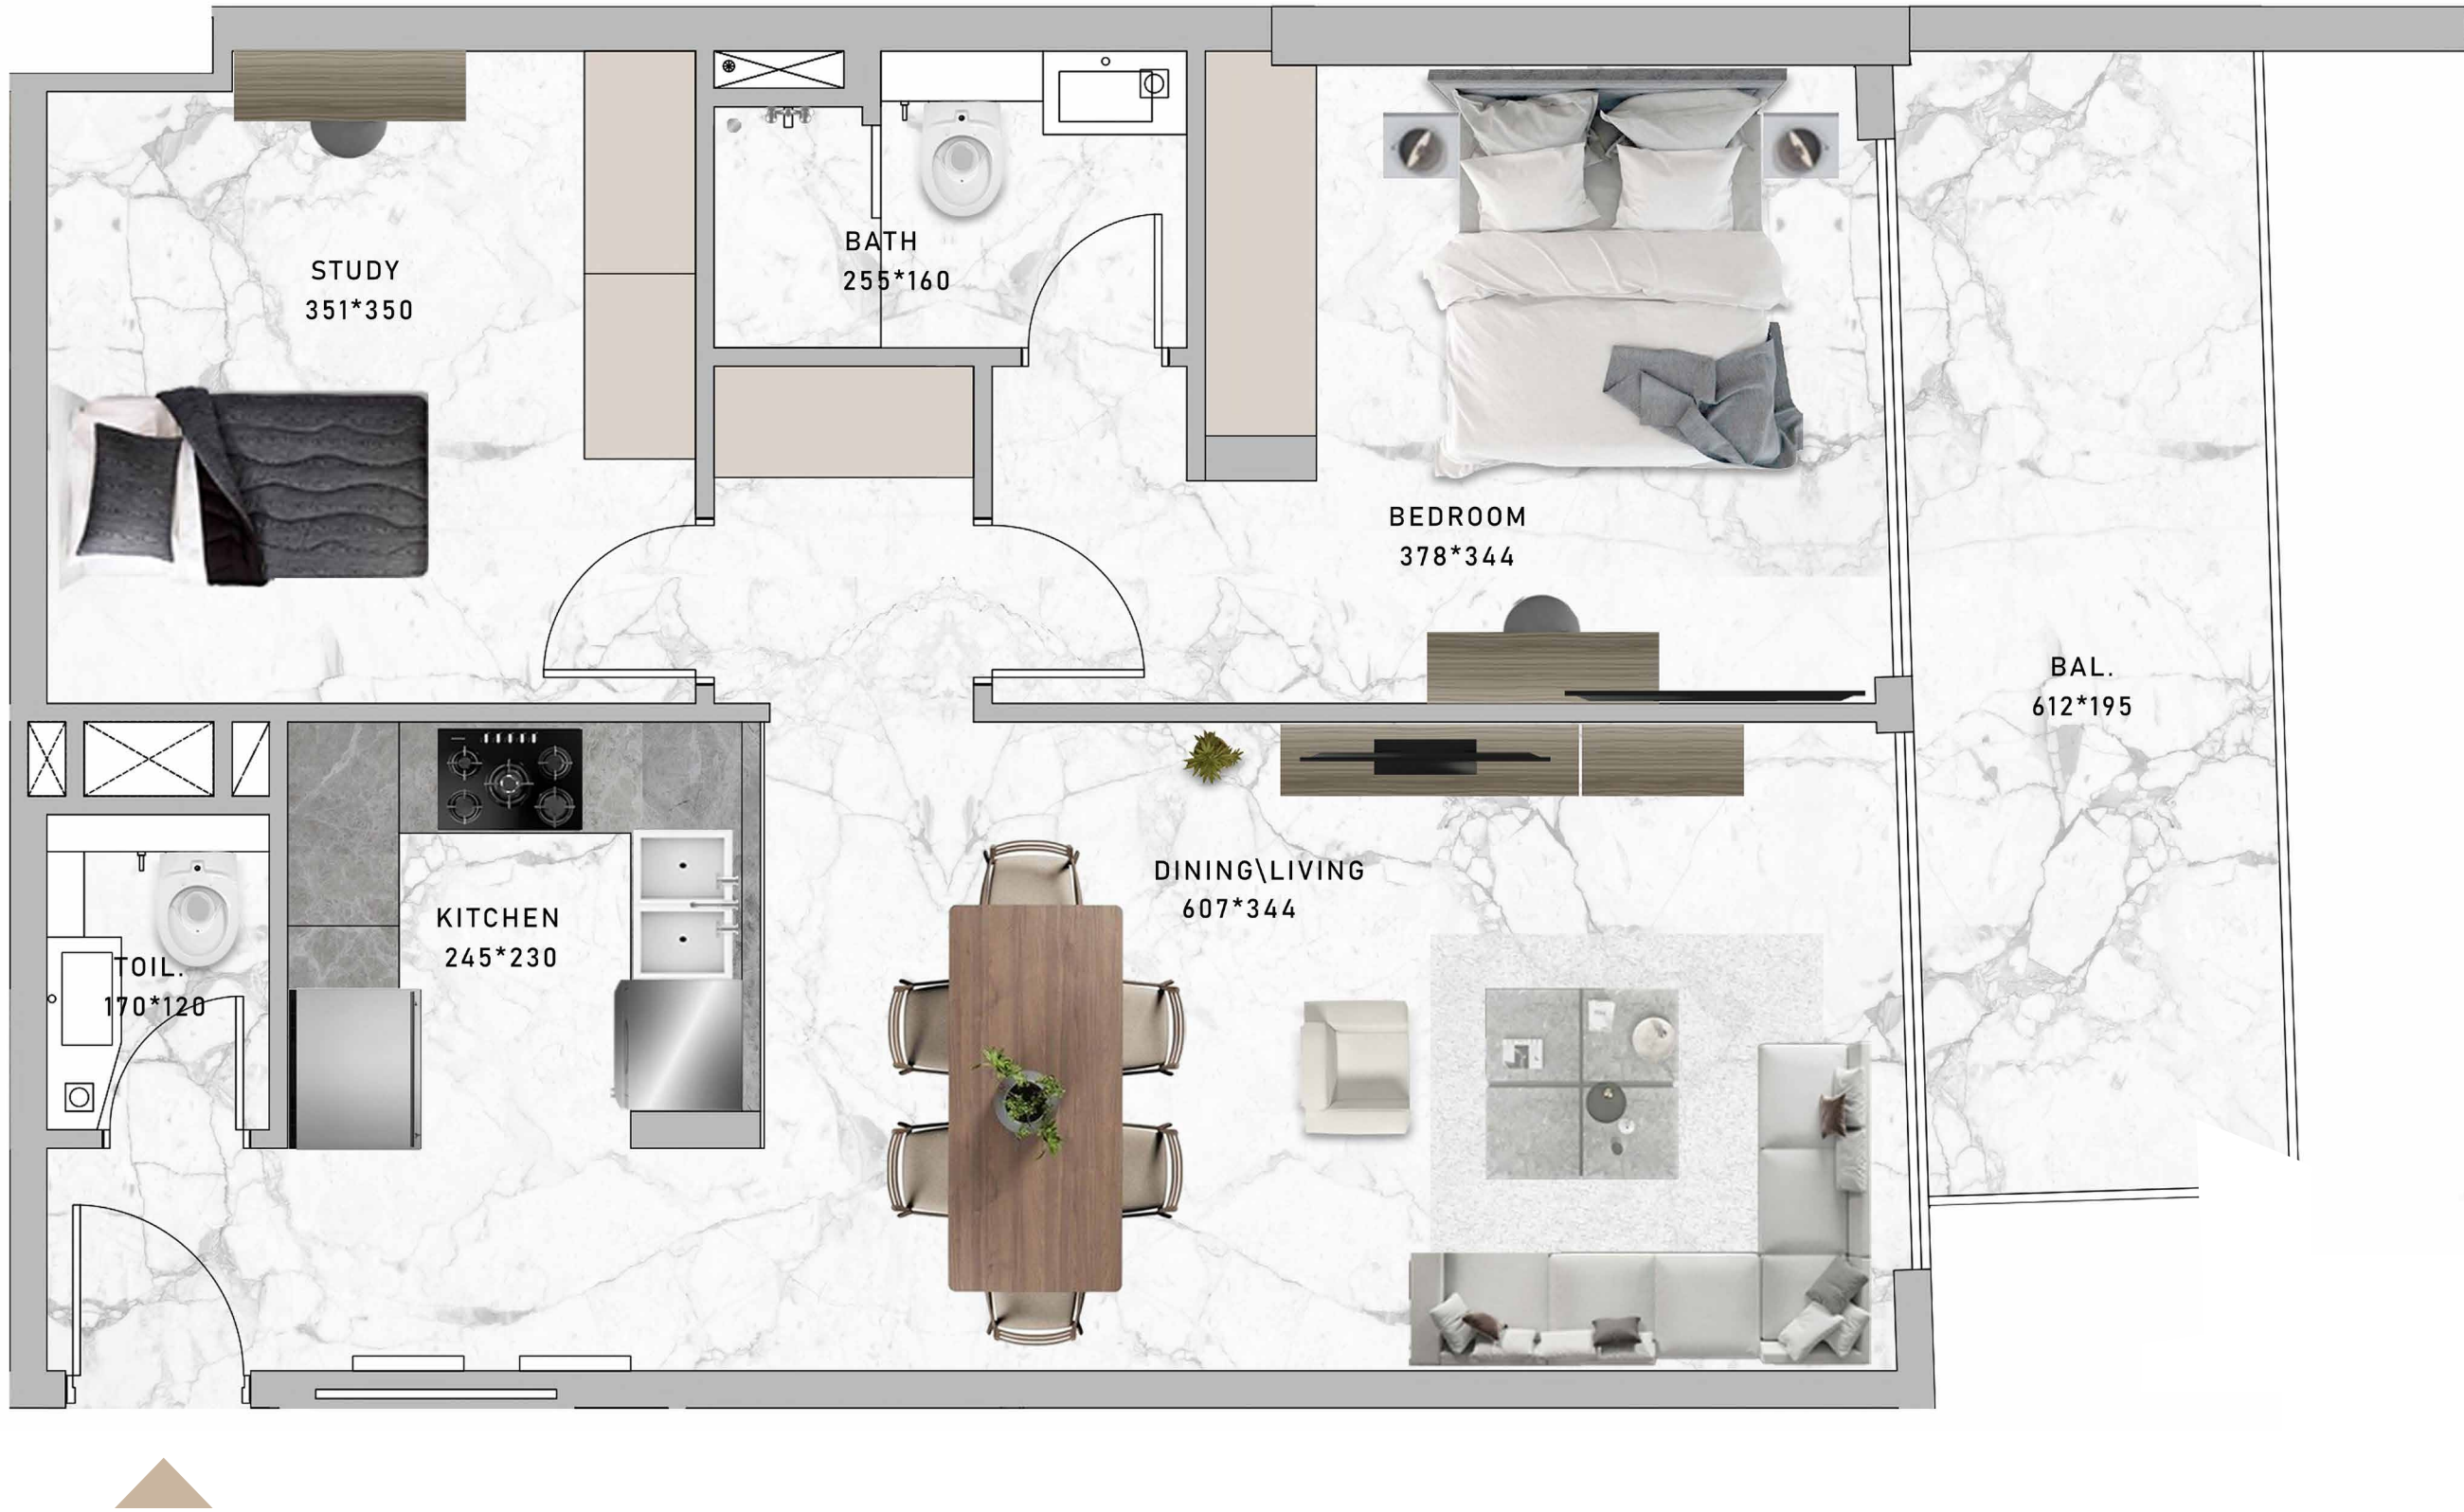 STUDY
351*350
BATH
255*160
BEDROOM
378*344
BAL.
612*195
DINING\LIVING
607*344
KITCHEN
245*230
TOIL.
170*120